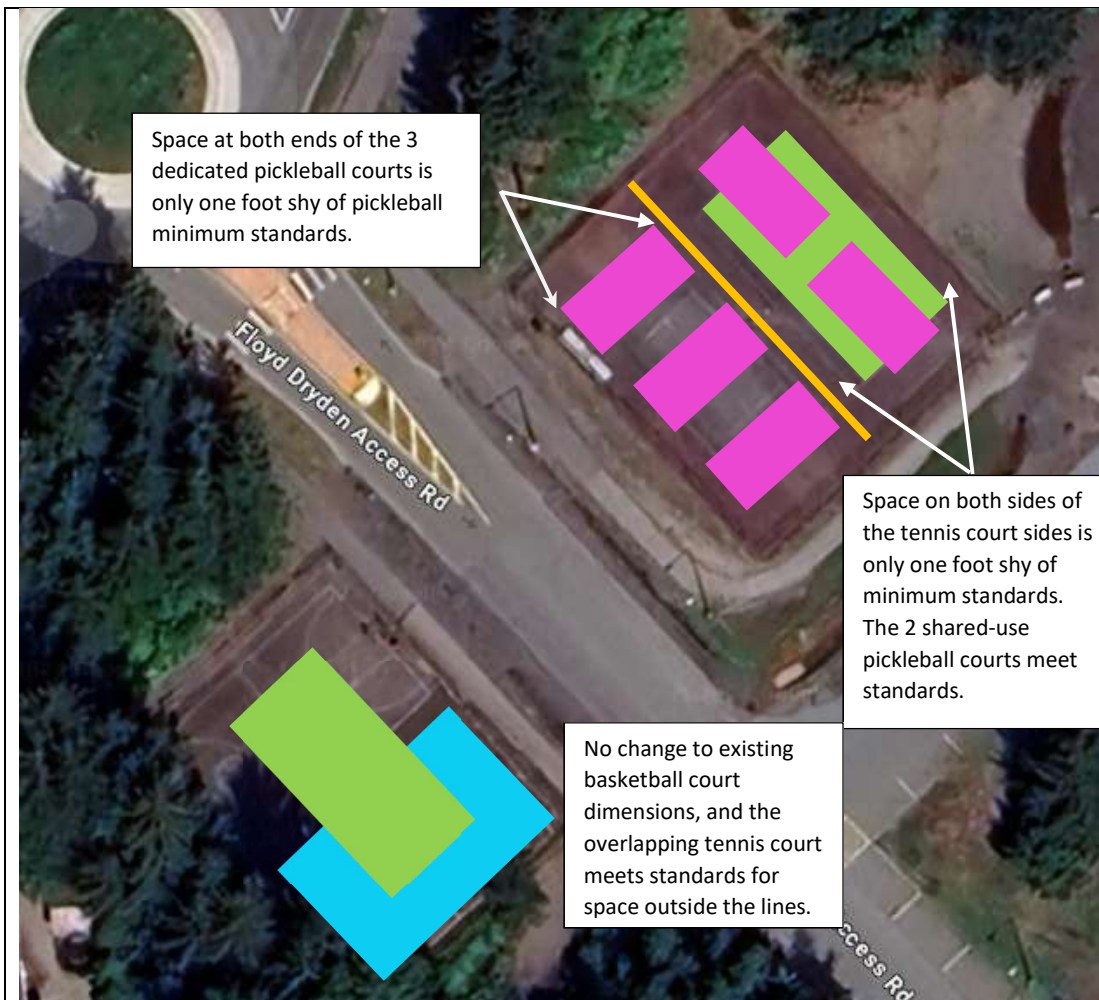 Space at both ends of the 3
dedicated pickleball courts is
only one foot shy of pickleball
minimum standards.
Floyd Dryden Access Rd
Space on both sides of
the tennis court sides is
only one foot shy of
minimum standards.
The 2 shared-use
pickleball courts meet
standards.
No change to existing
basketball court
dimensions, and the
overlapping tennis court
meets standards for
space outside the lines.
ccess Rd